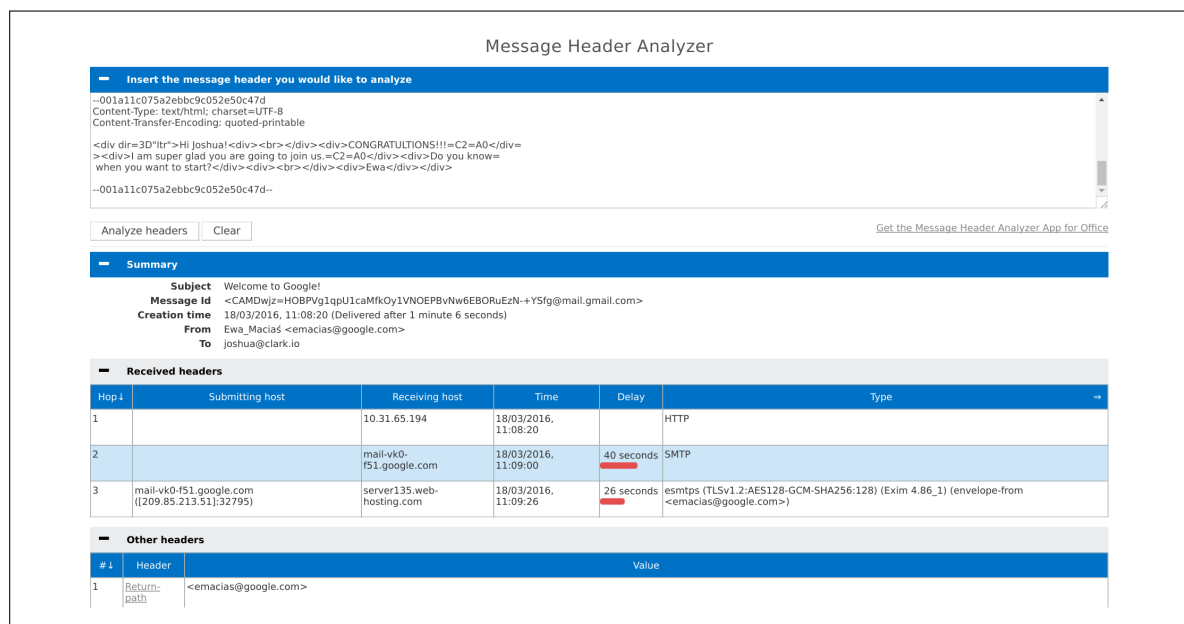 Message Header Analyzer
Insert the message header you would like to analyze
--001a11c075a2ebbc9c052e50c47d
Content-Type: text/html; charset=UTF-8
Content-Transfer-Encoding: quoted-printable
<div dir=3D"ltr">Hi Joshua!<div><br></div><div>CONGRATULTIONS!!!=C2=A0</div=
><div>I am super glad you are going to join us.=C2=A0</div><div>Do you know=
when you want to start?</div><div><br></div><div>Ewa</div></div>
--001a11c075a2ebbc9c052e50c47d--
Analyze headers Clear Get the Message Header Analyzer App for Office
Summary
Subject Welcome to Google!
Message Id <CAMDwjz=HOBPVg1qpU1caMfkOy1VNOEPBvNw6EBORuEzN-+YSfg@mail.gmail.com>
Creation time 18/03/2016, 11:08:20 (Delivered after 1 minute 6 seconds)
From Ewa_Maciaś <emacias@google.com>
To joshua@clark.io
Received headers
Hop↓ Submitting host Receiving host Time Delay Type ⇒
1 10.31.65.194 18/03/2016, HTTP
11:08:20
2 mail-vk0- 18/03/2016, 40 seconds SMTP
f51.google.com 11:09:00
3 mail-vk0-f51.google.com server135.web- 18/03/2016, 26 seconds esmtps (TLSv1.2:AES128-GCM-SHA256:128) (Exim 4.86_1) (envelope-from
([209.85.213.51]:32795) hosting.com 11:09:26 <emacias@google.com>)
Other headers
#↓ Header Value
1 Return- <emacias@google.com>
path